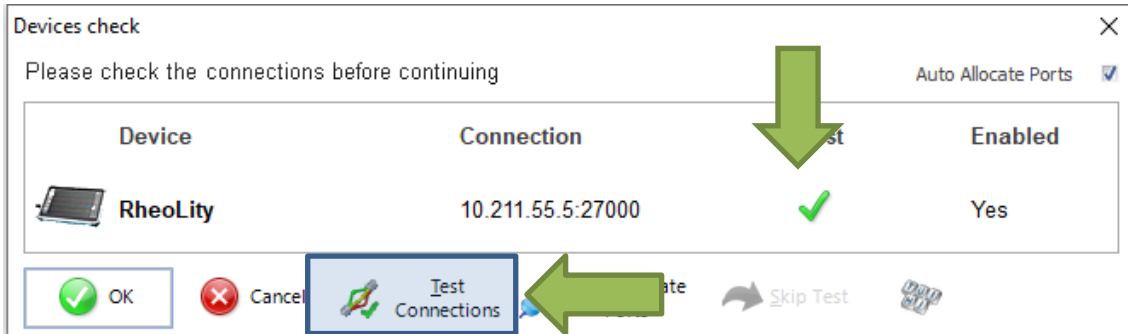 Devices check
Please check the connections before continuing
Auto Allocate Ports
Device Connection Enabled
RheoLity 10.211.55.5:27000 Yes
OK Cancel Test Connections Skip Test